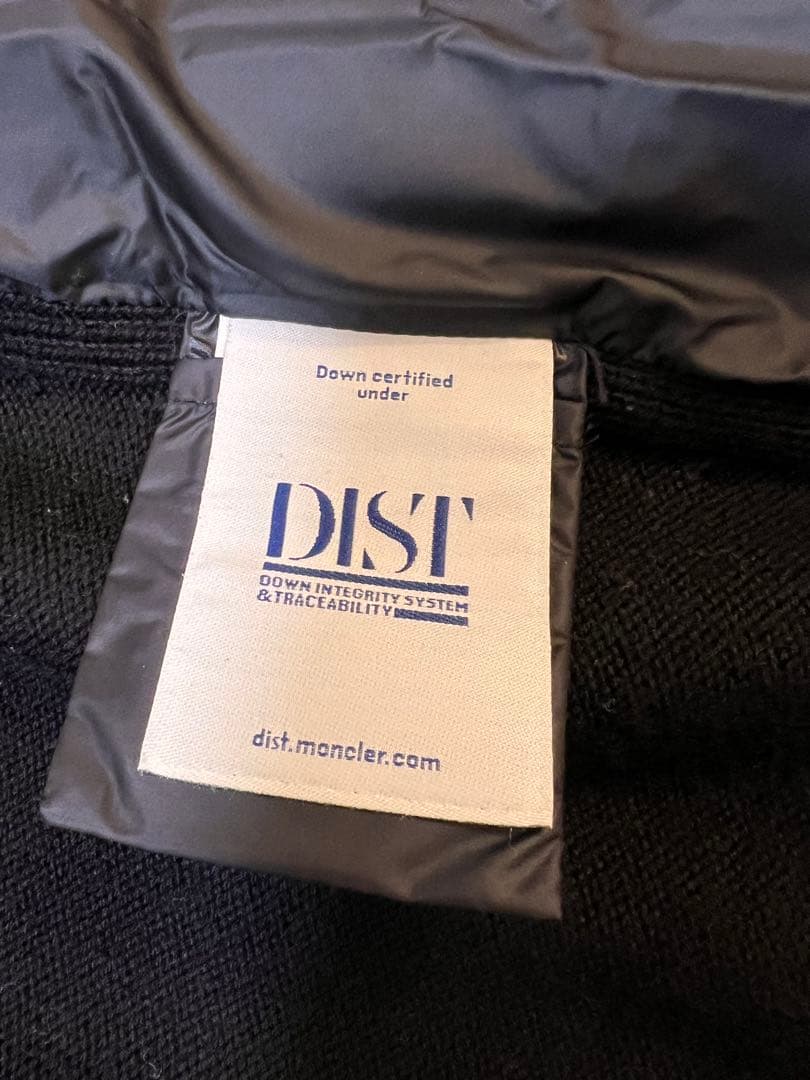 Down certified
under
DIST
DOWN INTEGRITY SYSTEM
&TRACEABILITY
dist.moncler.com